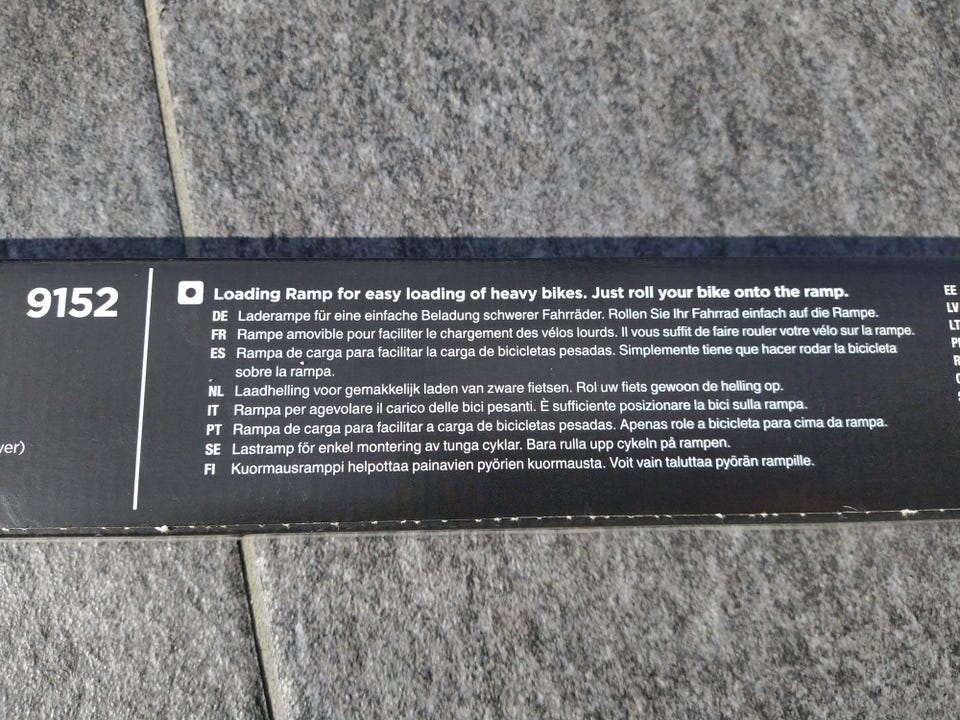 9152
Loading Ramp for easy loading of heavy bikes. Just roll your bike onto the ramp.
DE Laderampe für eine einfache Beladung schwerer Fahrräder. Rollen Sie Ihr Fahrrad einfach auf die Rampe.
FR Rampe amovible pour faciliter le chargement des vélos lourds. Il vous suffit de faire rouler votre vélo sur la rampe.
ES Rampa de carga para facilitar la carga de bicicletas pesadas. Simplemente tiene que hacer rodar la bicicleta
sobre la rampa.
NL Laadhelling voor gemakkelijk laden van zware fietsen. Rol uw fiets gewoon de helling op.
IT Rampa per agevolare il carico delle bici pesanti. È sufficiente posizionare la bici sulla rampa.
PT Rampa de carga para facilitar a carga de bicicletas pesadas. Apenas role a bicicleta para cima da rampa.
SE Lastramp för enkel montering av tunga cyklar. Bara rulla upp cykeln på rampen.
FI Kuormausramppi helpottaa painavien pyörien kuormausta. Voit vain taluttaa pyörän rampille.
ver)
EE
LV
LT